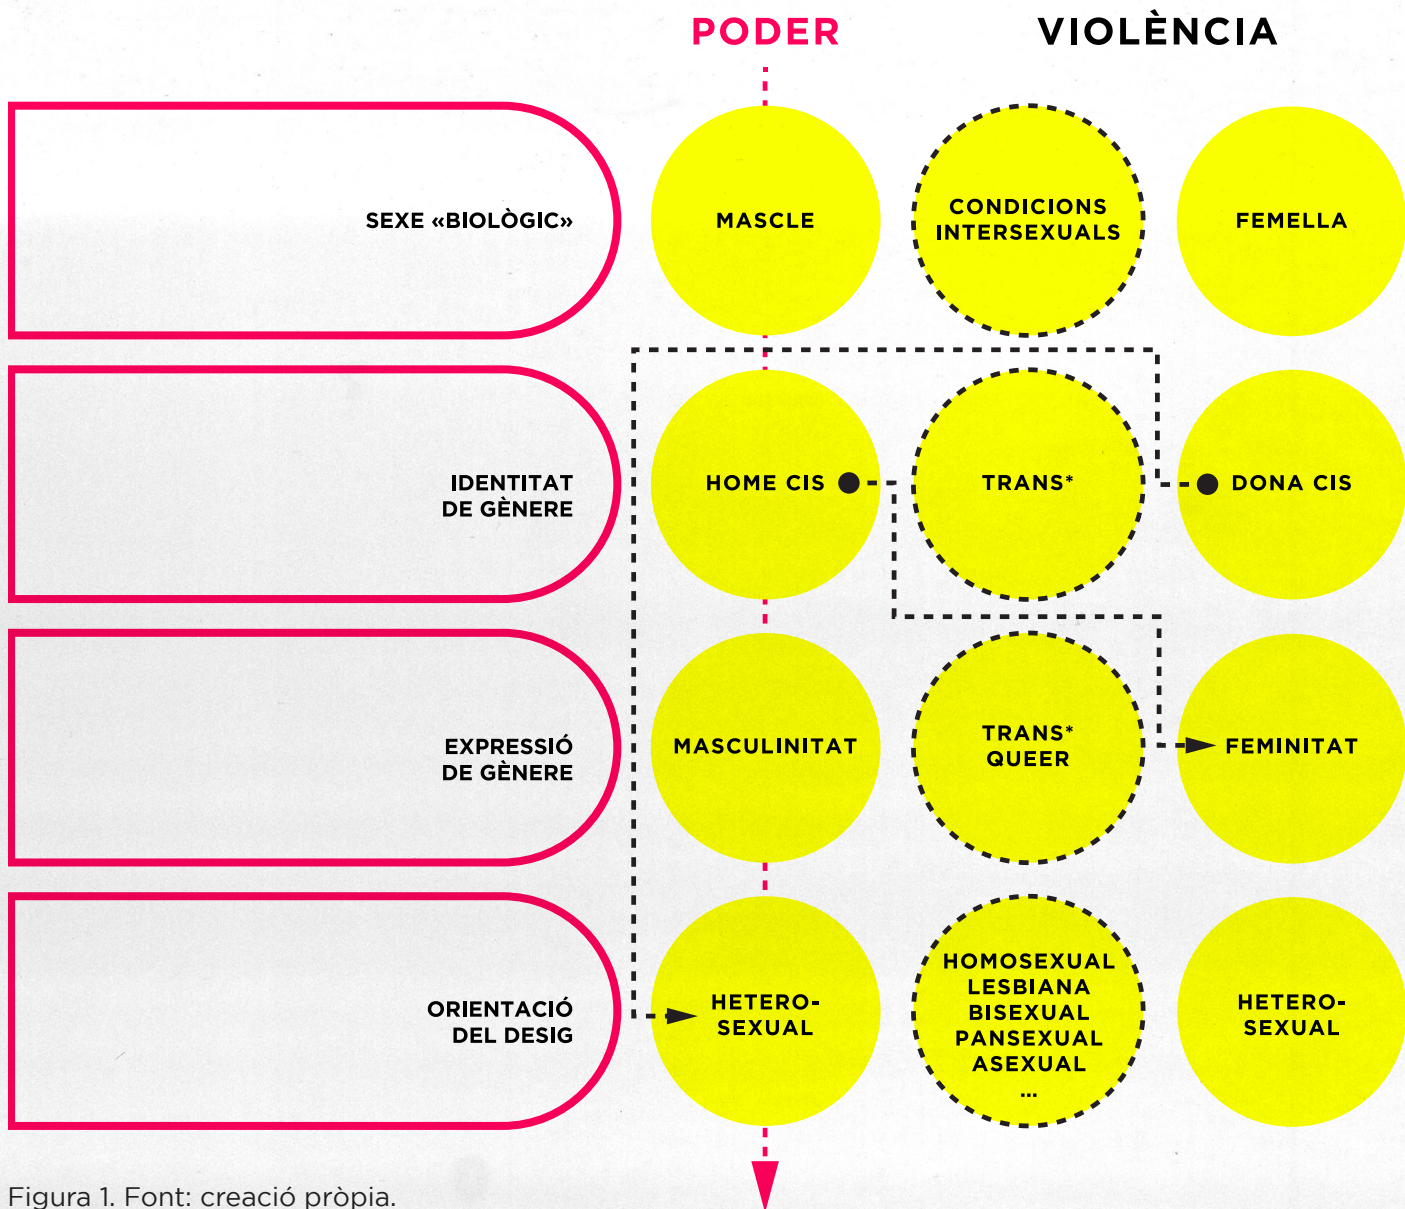 PODER
VIOLÈNCIA
SEXE «BIOLÒGIC»
MASCLE
CONDICIONS
INTERSEXUALS
FEMELLA
IDENTITAT
DE GÈNERE
HOME CIS
TRANS*
DONA CIS
EXPRESSIÓ
DE GÈNERE
MASCULINITAT
TRANS*
QUEER
FEMINITAT
ORIENTACIÓ
DEL DESIG
HETERO-
SEXUAL
HOMOSEXUAL
LESBIANA
BISEXUAL
PANSEXUAL
ASEXUAL
...
HETERO-
SEXUAL
Figura 1. Font: creació pròpia.